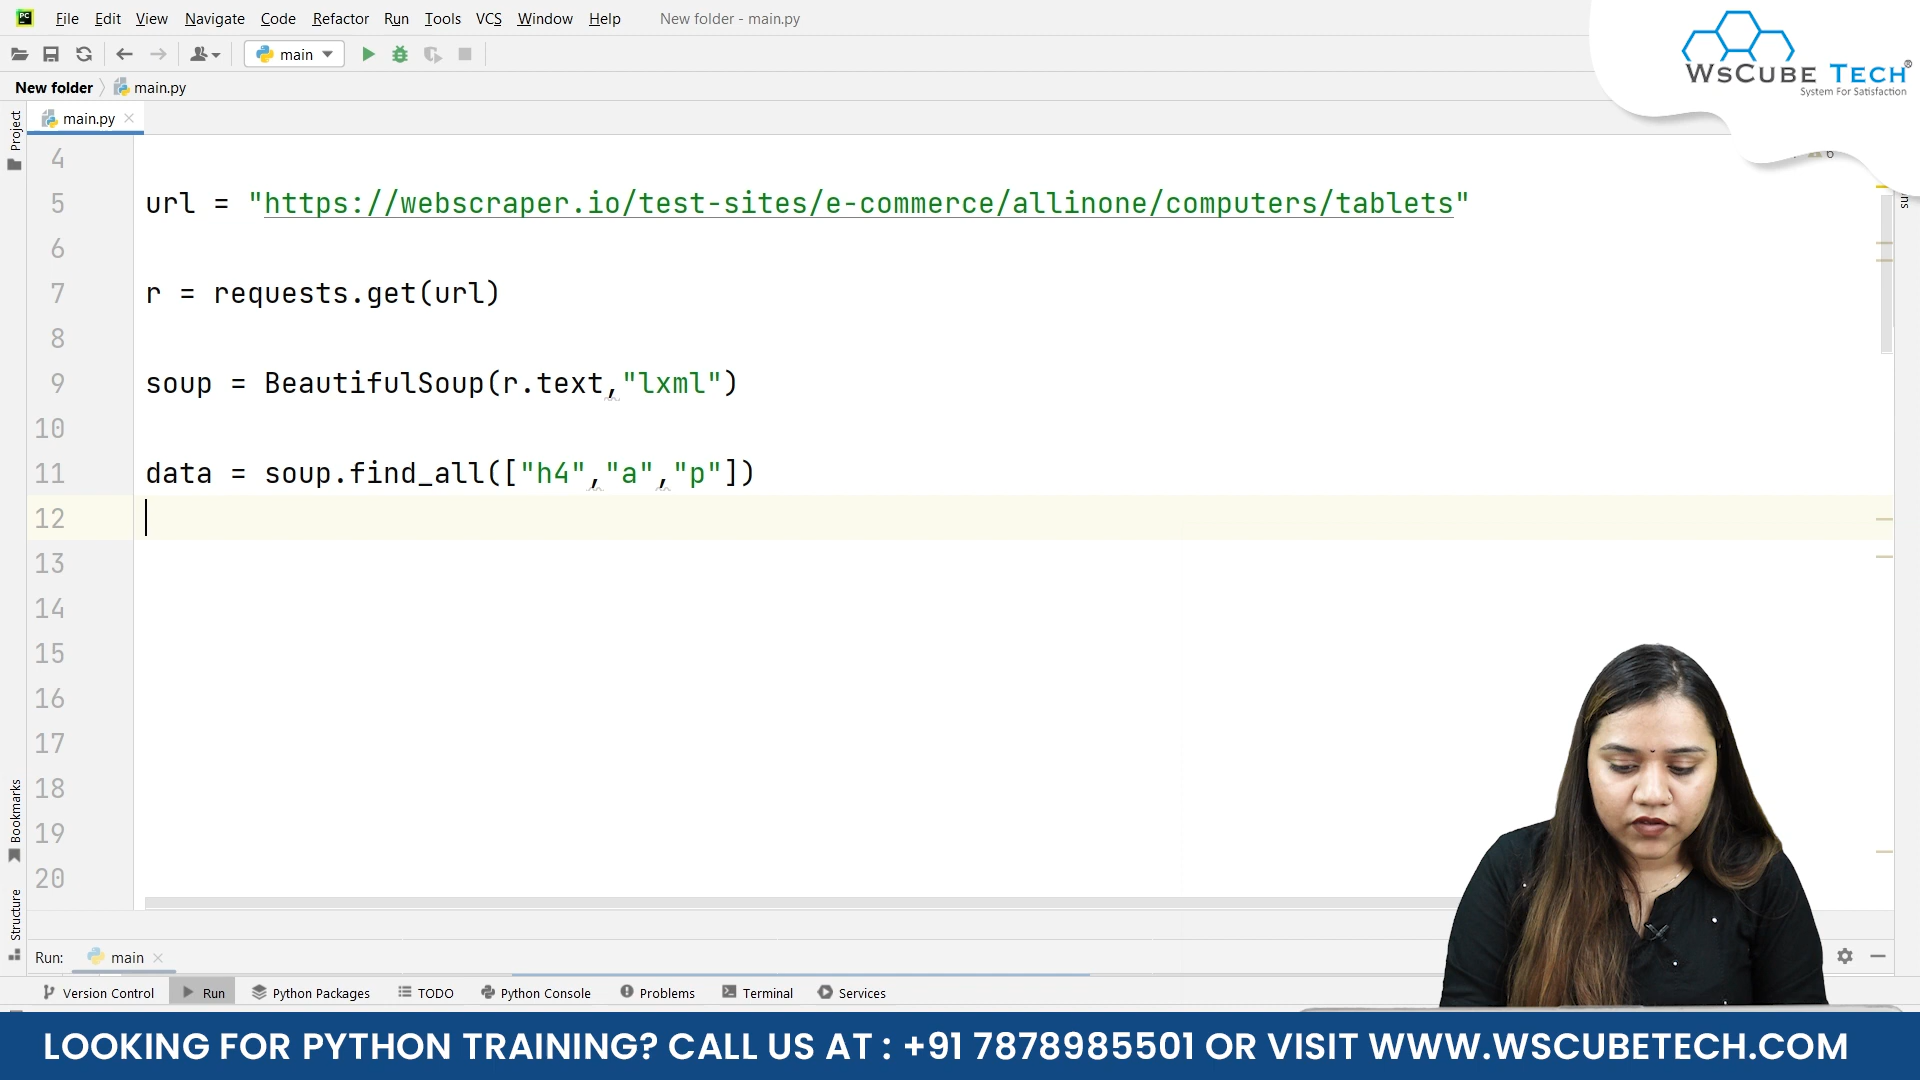 File Edit View Navigate Code Refactor Run Tools VCS Window Help New folder - main.py
main
New folder main.py
WsCube Tech®
System For Satisfaction
Project
main.py
6
4
5 url = "https://webscraper.io/test-sites/e-commerce/allinone/computers/tablets"
6
7 r = requests.get(url)
8
9 soup = BeautifulSoup(r.text,"lxml")
10
11 data = soup.find_all(["h4","a","p"])
12
13
14
15
16
17
18
19
20
Bookmarks
Structure
Run: main
Version Control Run Python Packages TODO Python Console Problems Terminal Services
LOOKING FOR PYTHON TRAINING? CALL US AT : +91 7878985501 OR VISIT WWW.WSCUBETECH.COM